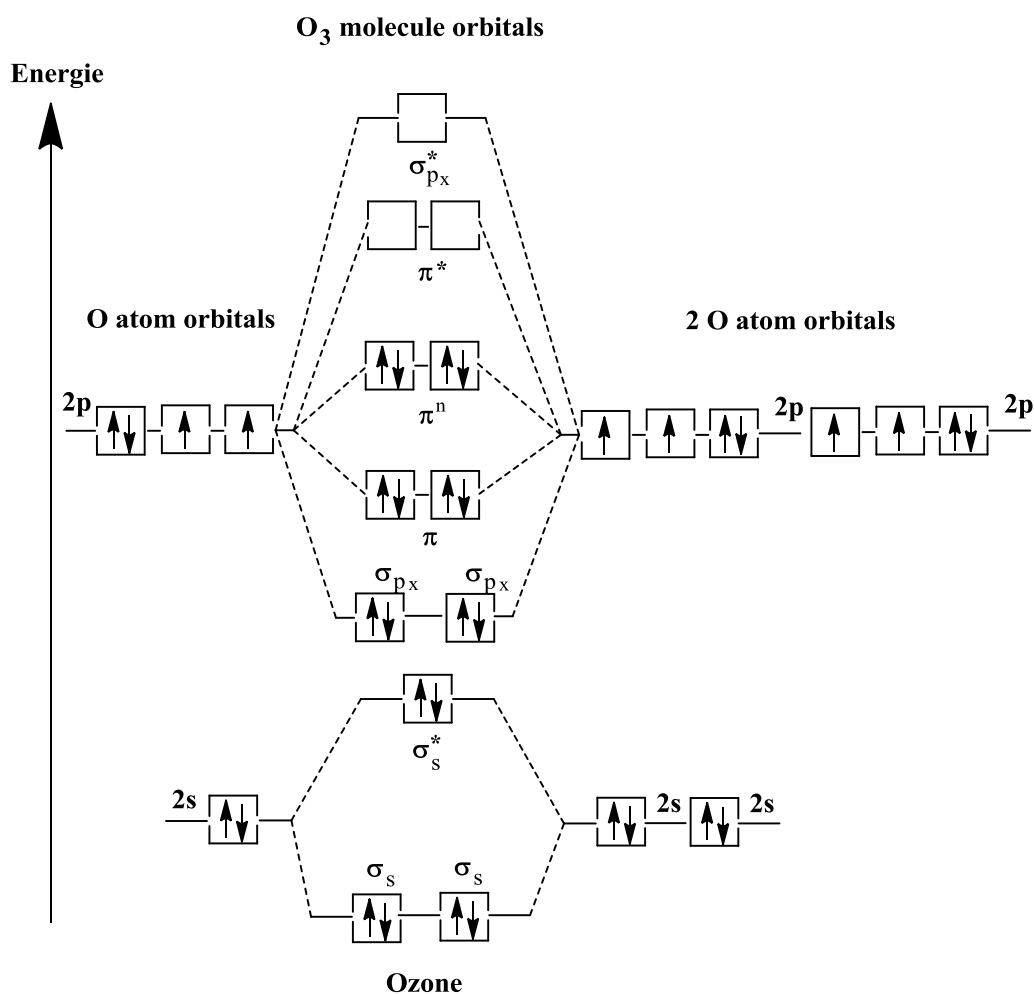 O₃ molecule orbitals
Energie
σ*pₓ
π*
O atom orbitals
2 O atom orbitals
πⁿ
2p
2p
2p
π
σpₓ σpₓ
σ*s
2s
2s
2s
σs σs
Ozone